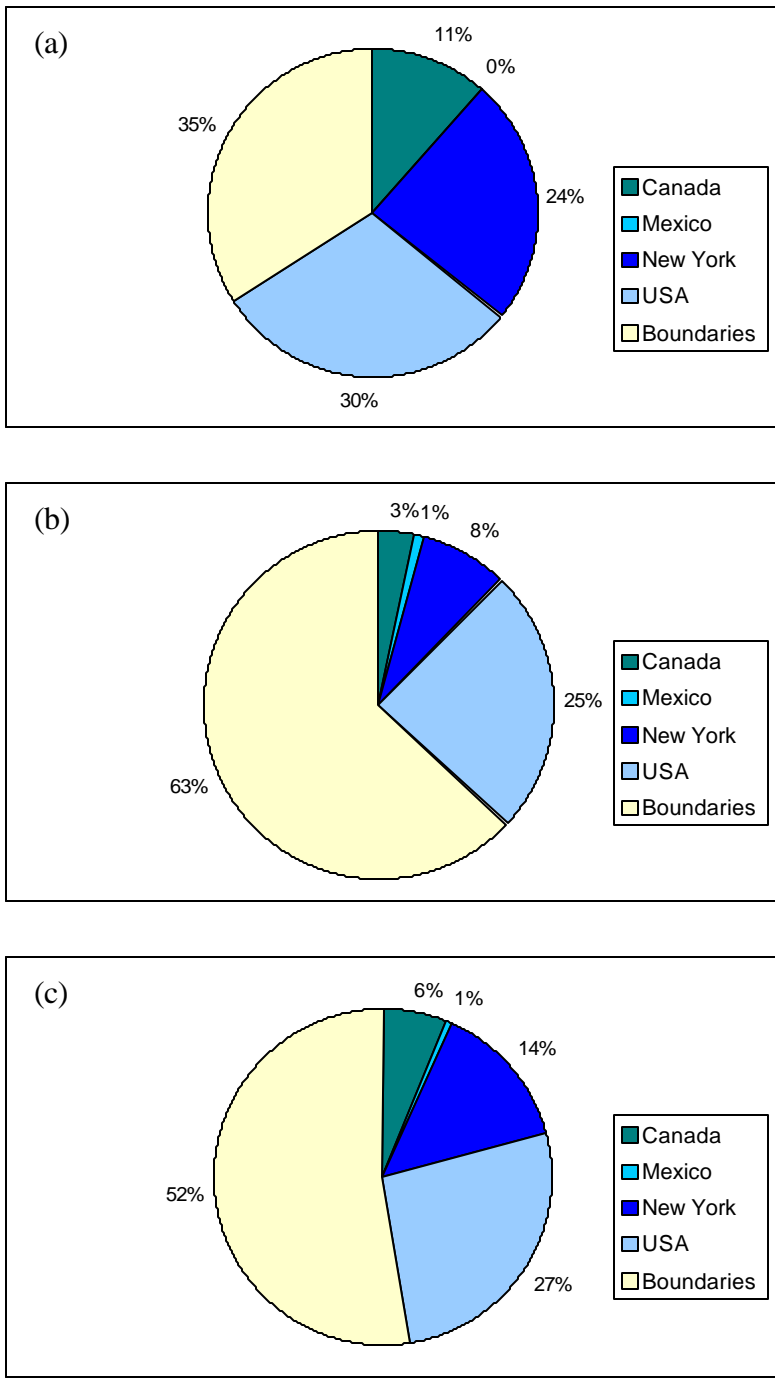 (a)
11%
0%
35%
24%
30%
Canada
Mexico
New York
USA
Boundaries
(b)
3%
1%
8%
25%
63%
Canada
Mexico
New York
USA
Boundaries
(c)
6%
1%
14%
52%
27%
Canada
Mexico
New York
USA
Boundaries